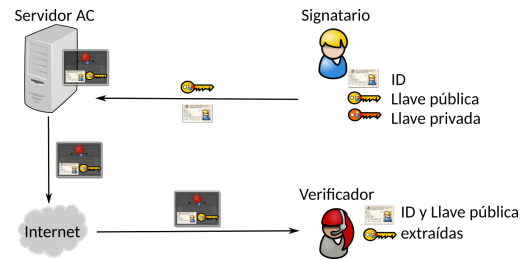 Servidor AC
Signatario
ID
Llave pública
Llave privada
Verificador
ID y Llave pública
extraídas
Internet